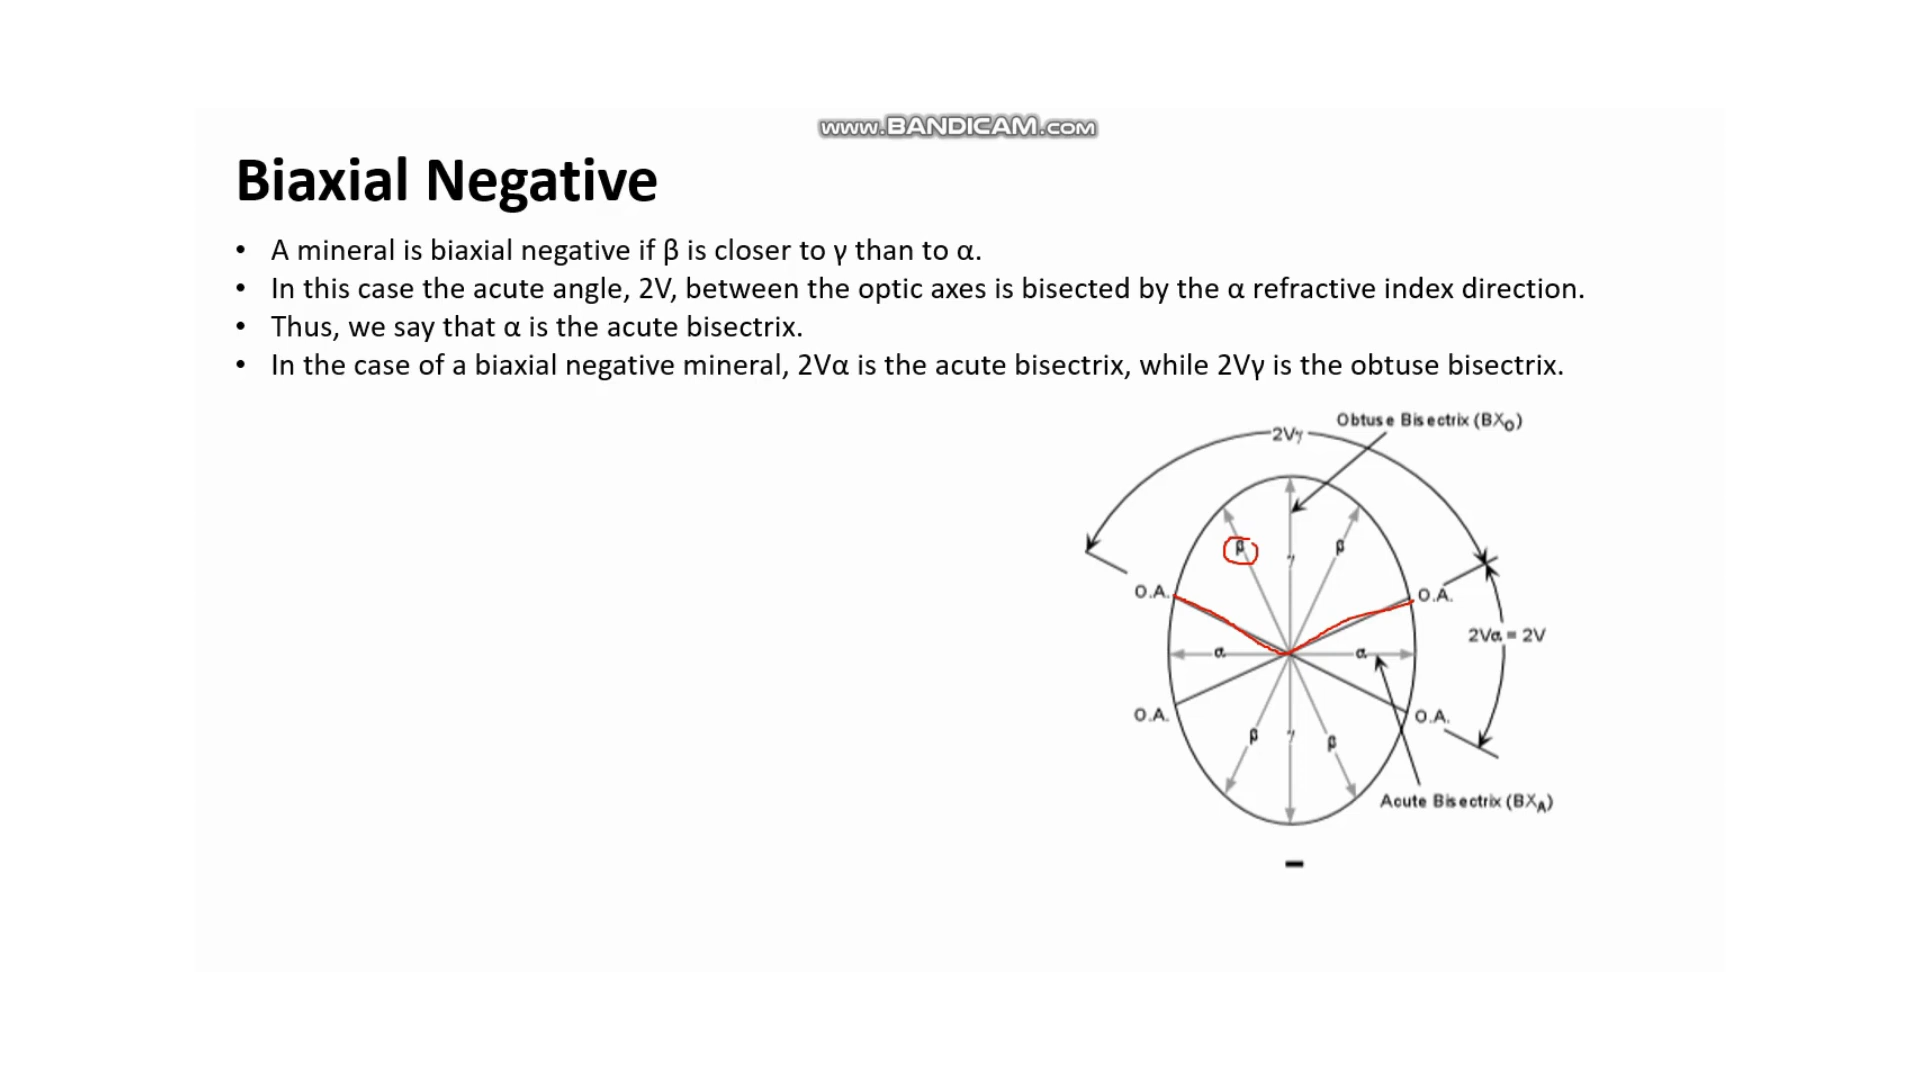 www.BANDICAM.com
Biaxial Negative
• A mineral is biaxial negative if β is closer to γ than to α.
• In this case the acute angle, 2V, between the optic axes is bisected by the α refractive index direction.
• Thus, we say that α is the acute bisectrix.
• In the case of a biaxial negative mineral, 2Vα is the acute bisectrix, while 2Vγ is the obtuse bisectrix.
Obtuse Bisectrix (BXO)
2Vγ
β γ β
O.A. O.A.
2Vα = 2V
α α
O.A. O.A.
β γ β
Acute Bisectrix (BXA)
–